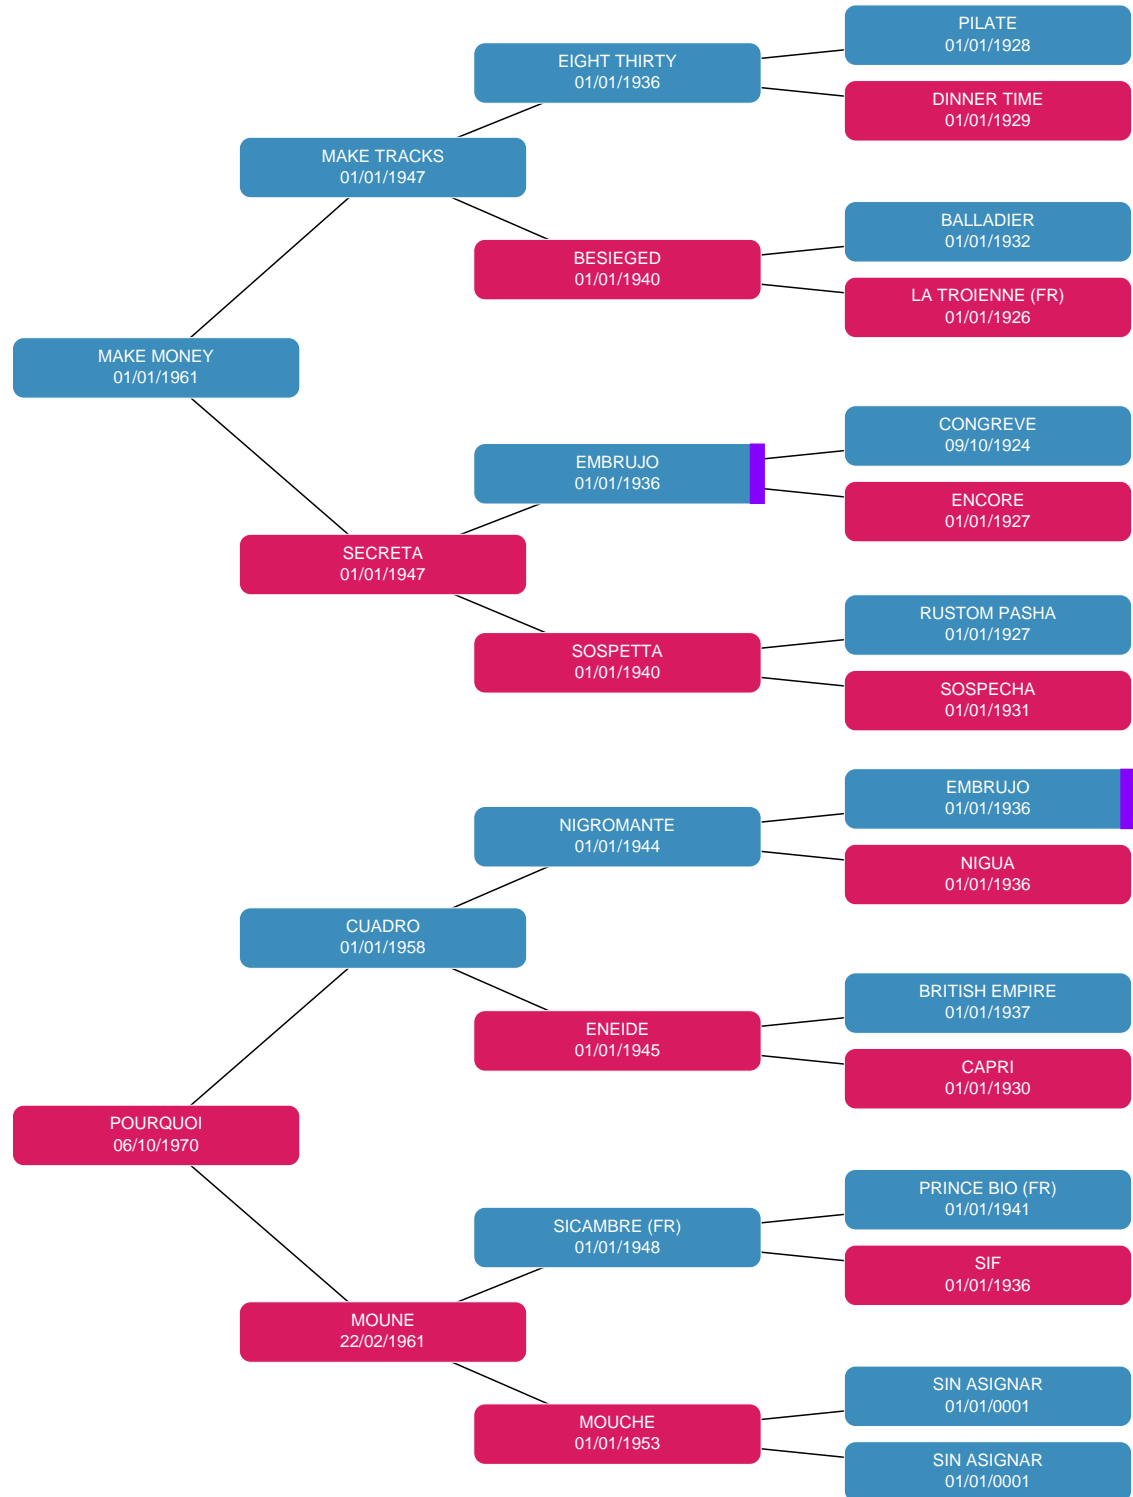 PILATE
01/01/1928
EIGHT THIRTY
01/01/1936
DINNER TIME
01/01/1929
MAKE TRACKS
01/01/1947
BALLADIER
01/01/1932
BESIEGED
01/01/1940
LA TROIENNE (FR)
01/01/1926
MAKE MONEY
01/01/1961
CONGREVE
09/10/1924
EMBRUJO
01/01/1936
ENCORE
01/01/1927
SECRETA
01/01/1947
RUSTOM PASHA
01/01/1927
SOSPETTA
01/01/1940
SOSPECHA
01/01/1931
EMBRUJO
01/01/1936
NIGROMANTE
01/01/1944
NIGUA
01/01/1936
CUADRO
01/01/1958
BRITISH EMPIRE
01/01/1937
ENEIDE
01/01/1945
CAPRI
01/01/1930
POURQUOI
06/10/1970
PRINCE BIO (FR)
01/01/1941
SICAMBRE (FR)
01/01/1948
SIF
01/01/1936
MOUNE
22/02/1961
SIN ASIGNAR
01/01/0001
MOUCHE
01/01/1953
SIN ASIGNAR
01/01/0001